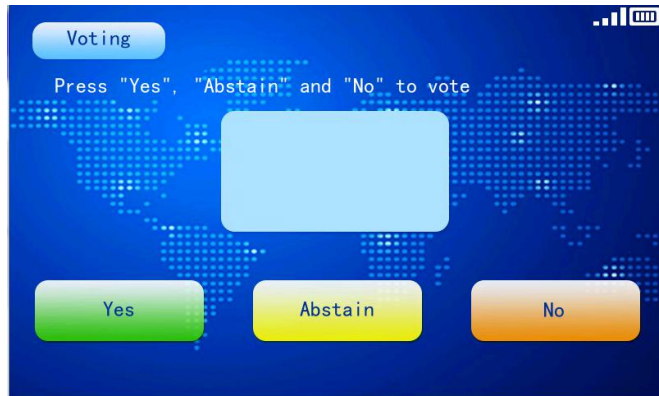 Voting
Press "Yes", "Abstain" and "No" to vote
Yes
Abstain
No